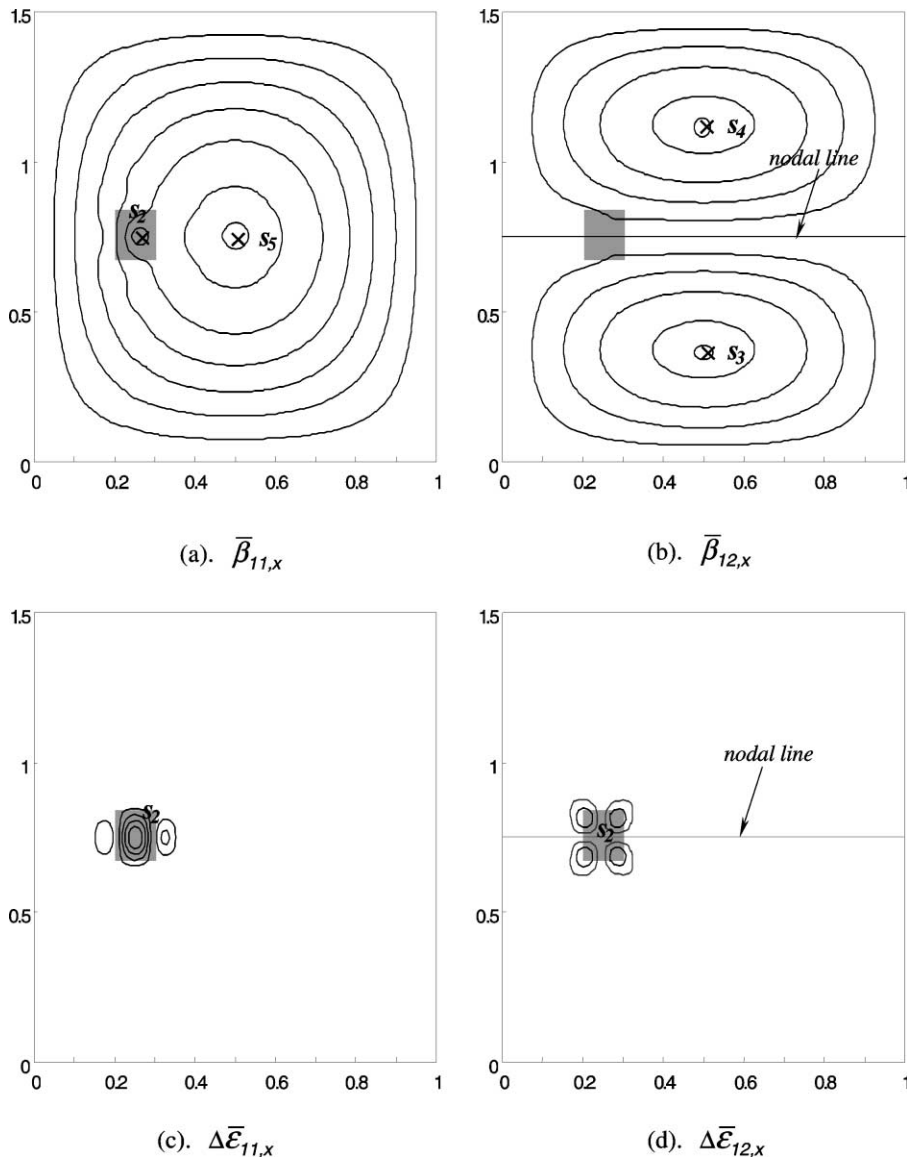 1.5
1
0.5
0
0 0.2 0.4 0.6 0.8 1
s₂
s₅
(a). β̅₁₁,ₓ
1.5
1
0.5
0
0 0.2 0.4 0.6 0.8 1
s₄
nodal line
s₃
(b). β̅₁₂,ₓ
1.5
1
0.5
0
0 0.2 0.4 0.6 0.8 1
s₂
(c). Δε̅₁₁,ₓ
1.5
1
0.5
0
0 0.2 0.4 0.6 0.8 1
nodal line
s₂
(d). Δε̅₁₂,ₓ